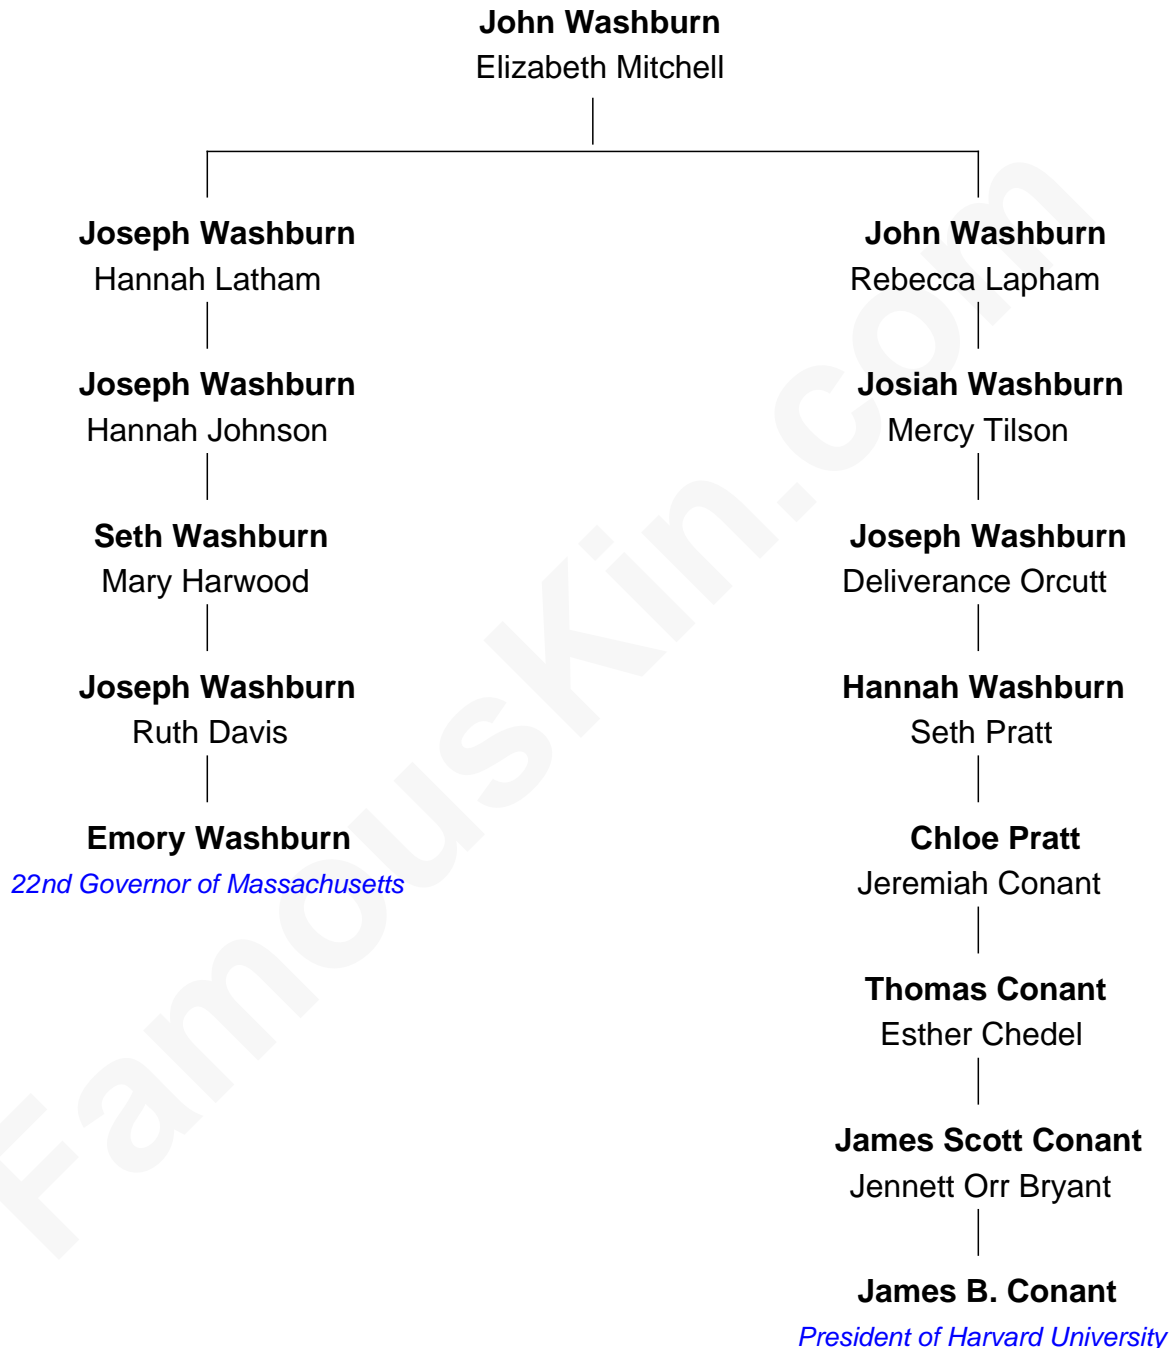 John Washburn
Elizabeth Mitchell
Joseph Washburn
Hannah Latham
John Washburn
Rebecca Lapham
Joseph Washburn
Hannah Johnson
Josiah Washburn
Mercy Tilson
Seth Washburn
Mary Harwood
Joseph Washburn
Deliverance Orcutt
Joseph Washburn
Ruth Davis
Hannah Washburn
Seth Pratt
Emory Washburn
22nd Governor of Massachusetts
Chloe Pratt
Jeremiah Conant
Thomas Conant
Esther Chedel
James Scott Conant
Jennett Orr Bryant
James B. Conant
President of Harvard University
FamousKin.com